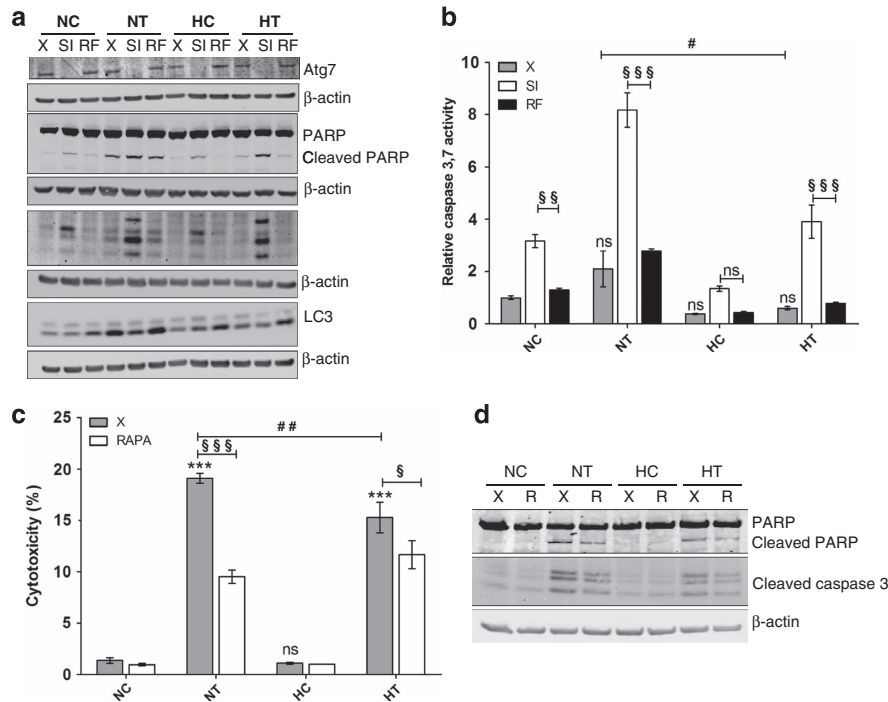 a
NC NT HC HT
X SI RF X SI RF X SI RF X SI RF
Atg7
β-actin
PARP
Cleaved PARP
β-actin
β-actin
LC3
β-actin
b
Relative caspase 3,7 activity
10
8
6
4
2
0
X
SI
RF
#
§ §
ns
§ § §
ns
ns
ns
§ § §
NC NT HC HT
c
Cytotoxicity (%)
25
20
15
10
5
0
X
RAPA
# #
§ § §
***
ns
§
***
NC NT HC HT
d
NC NT HC HT
X R X R X R X R
PARP
Cleaved PARP
Cleaved caspase 3
β-actin